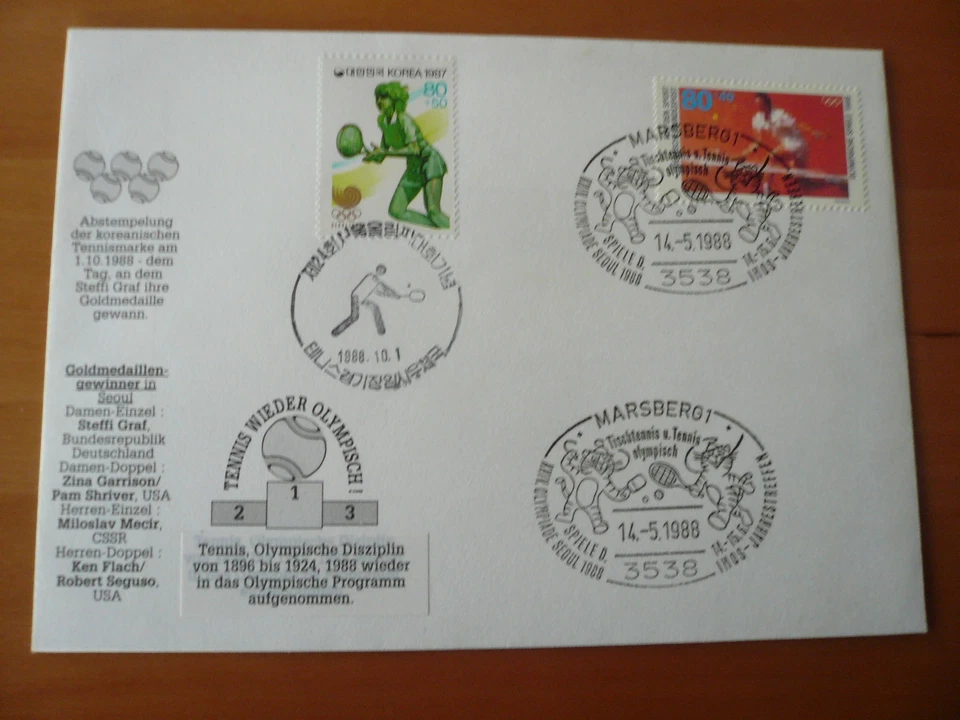 대한민국 KOREA 1987
80
+50
80+40
Abstempelung
der koreanischen
Tennismarke am
1.10.1988 - dem
Tag, an dem
Steffi Graf ihre
Goldmedaille
gewann.
Goldmedaillen-
gewinner in
Seoul
Damen-Einzel :
Steffi Graf,
Bundesrepublik
Deutschland
Damen-Doppel :
Zina Garrison/
Pam Shriver, USA
Herren-Einzel :
Miloslav Mecir,
CSSR
Herren-Doppel :
Ken Flach/
Robert Seguso,
USA
1988.10.1
TENNIS WIEDER OLYMPISCH!
1
2 3
Tennis, Olympische Disziplin
von 1896 bis 1924, 1988 wieder
in das Olympische Programm
aufgenommen.
MARSBERG 1
Tischtennis u. Tennis
olympisch
SPIELE D.
XXIV. OLYMPIADE SEOUL 1988
14.-5.1988
3538
MARSBERG 1
Tischtennis u. Tennis
olympisch
SPIELE D.
XXIV. OLYMPIADE SEOUL 1988
14.-5.1988
3538